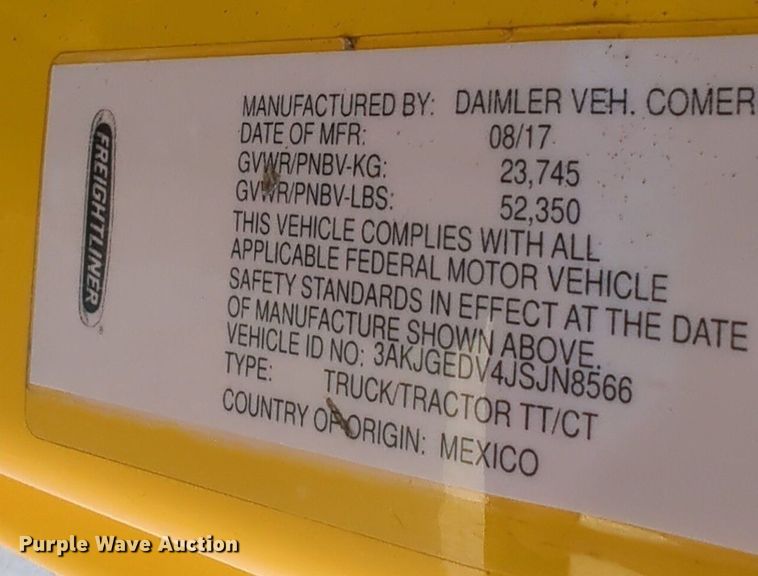 FREIGHTLINER
MANUFACTURED BY: DAIMLER VEH. COMER
DATE OF MFR: 08/17
GVWR/PNBV-KG: 23,745
GVWR/PNBV-LBS: 52,350
THIS VEHICLE COMPLIES WITH ALL
APPLICABLE FEDERAL MOTOR VEHICLE
SAFETY STANDARDS IN EFFECT AT THE DATE
OF MANUFACTURE SHOWN ABOVE.
VEHICLE ID NO: 3AKJGEDV4JSJN8566
TYPE: TRUCK/TRACTOR TT/CT
COUNTRY OF ORIGIN: MEXICO
Purple Wave Auction